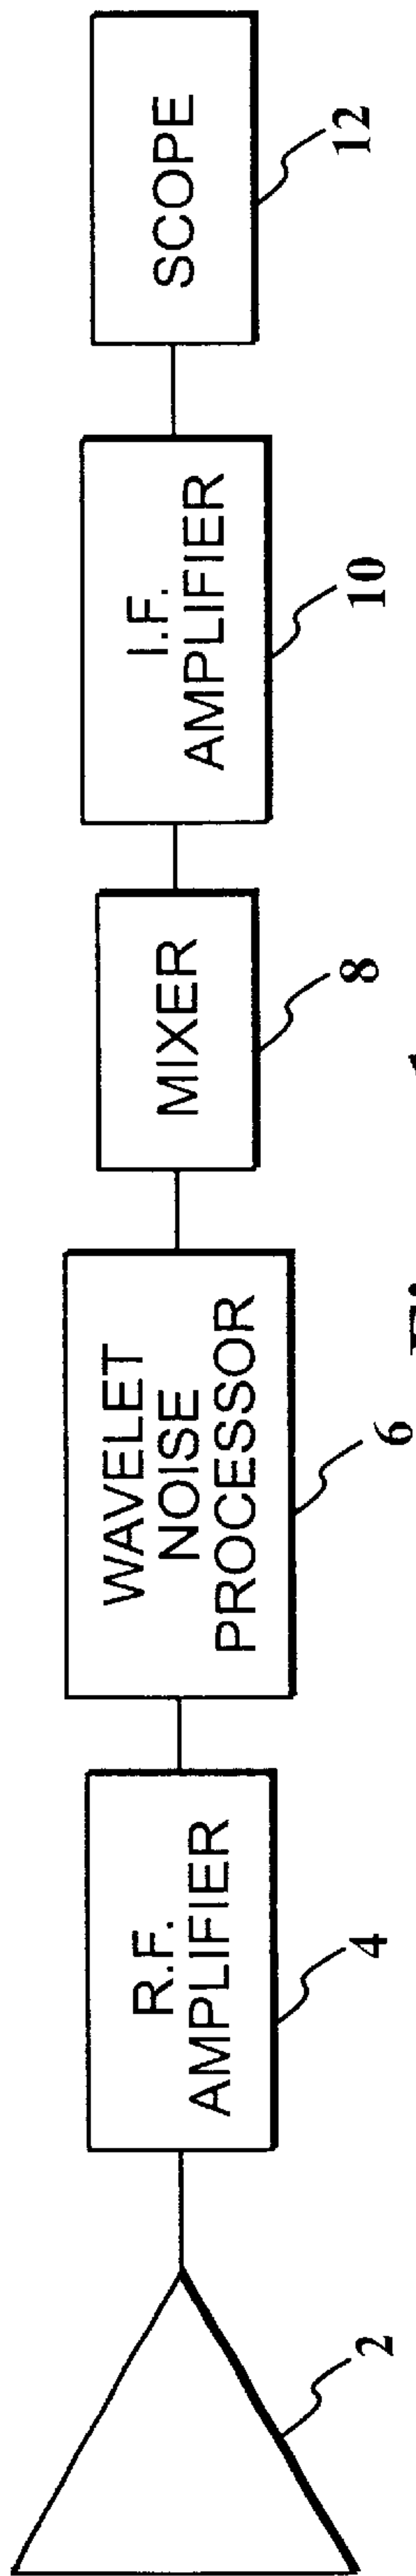 R.F.
AMPLIFIER
WAVELET
NOISE
PROCESSOR
MIXER
I.F.
AMPLIFIER
SCOPE
2
4
6
8
10
12